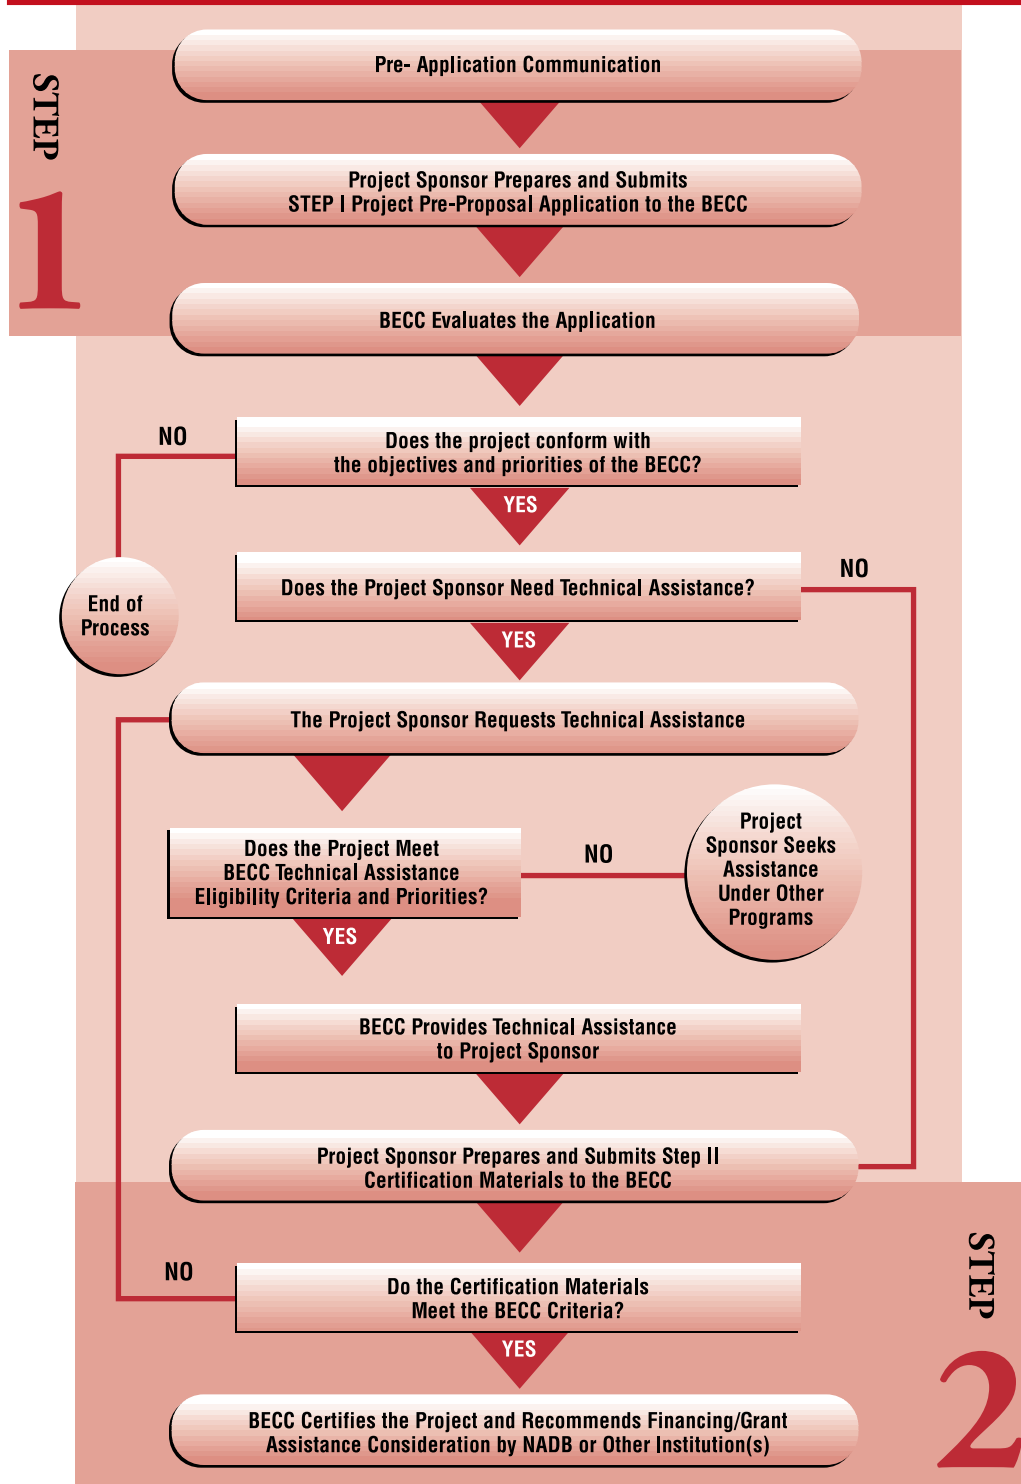 STEP
1
Pre- Application Communication
Project Sponsor Prepares and Submits
STEP I Project Pre-Proposal Application to the BECC
BECC Evaluates the Application
NO
Does the project conform with
the objectives and priorities of the BECC?
YES
End of
Process
Does the Project Sponsor Need Technical Assistance?
NO
YES
The Project Sponsor Requests Technical Assistance
Does the Project Meet
BECC Technical Assistance
Eligibility Criteria and Priorities?
NO
Project
Sponsor Seeks
Assistance
Under Other
Programs
YES
BECC Provides Technical Assistance
to Project Sponsor
Project Sponsor Prepares and Submits Step II
Certification Materials to the BECC
STEP
2
NO
Do the Certification Materials
Meet the BECC Criteria?
YES
BECC Certifies the Project and Recommends Financing/Grant
Assistance Consideration by NADB or Other Institution(s)